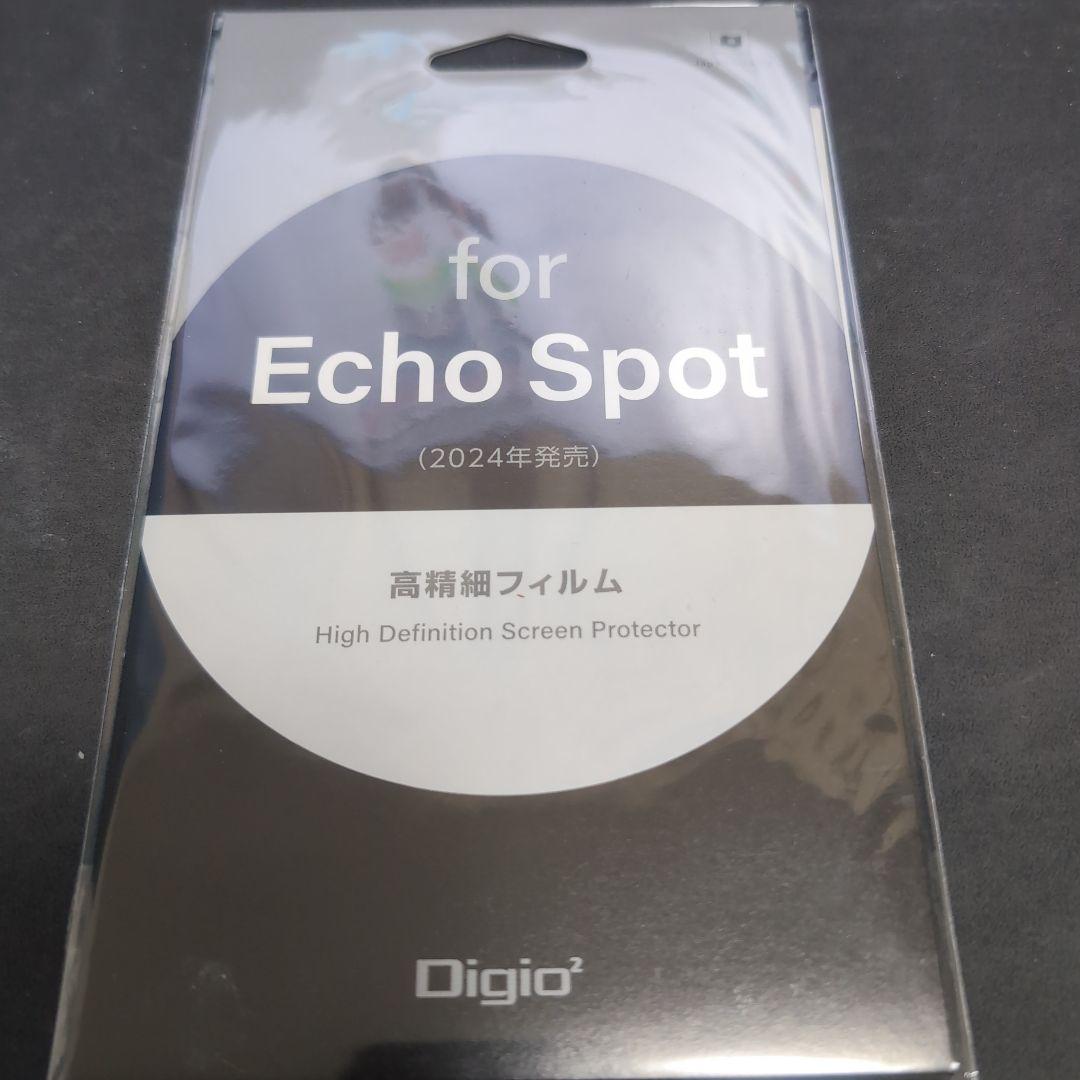 for
Echo Spot
(2024年発売)
高精細フィルム
High Definition Screen Protector
Digio²